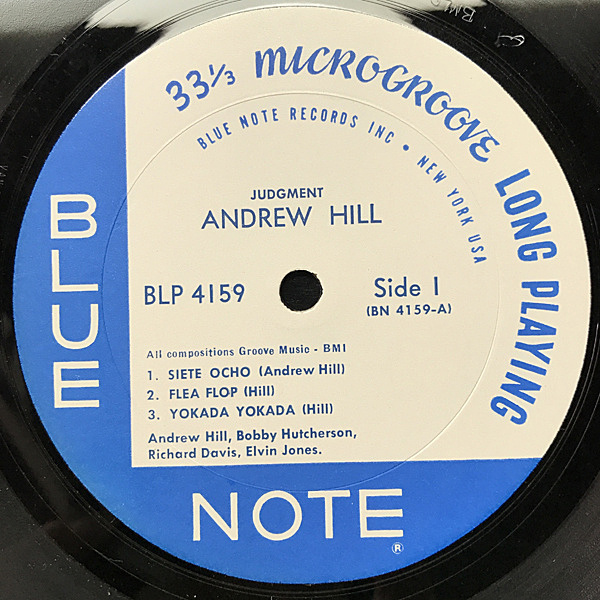 33⅓ MICROGROOVE LONG PLAYING
BLUE NOTE RECORDS INC • NEW YORK USA
JUDGMENT
ANDREW HILL
BLP 4159
Side 1
(BN 4159-A)
All compositions Groove Music - BMI
1. SIETE OCHO (Andrew Hill)
2. FLEA FLOP (Hill)
3. YOKADA YOKADA (Hill)
Andrew Hill, Bobby Hutcherson,
Richard Davis, Elvin Jones.
BLUE
NOTE ®